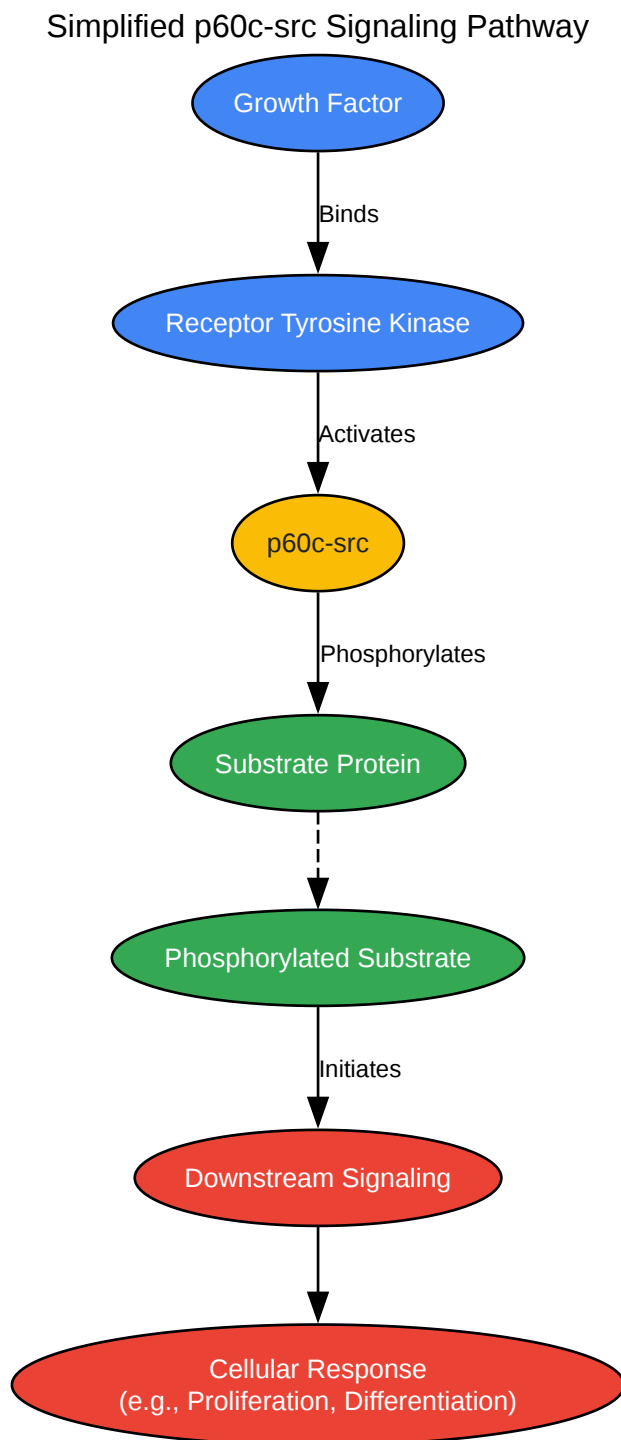 Simplified p60c-src Signaling Pathway
Growth Factor
Binds
Receptor Tyrosine Kinase
Activates
p60c-src
Phosphorylates
Substrate Protein
Phosphorylated Substrate
Initiates
Downstream Signaling
Cellular Response
(e.g., Proliferation, Differentiation)